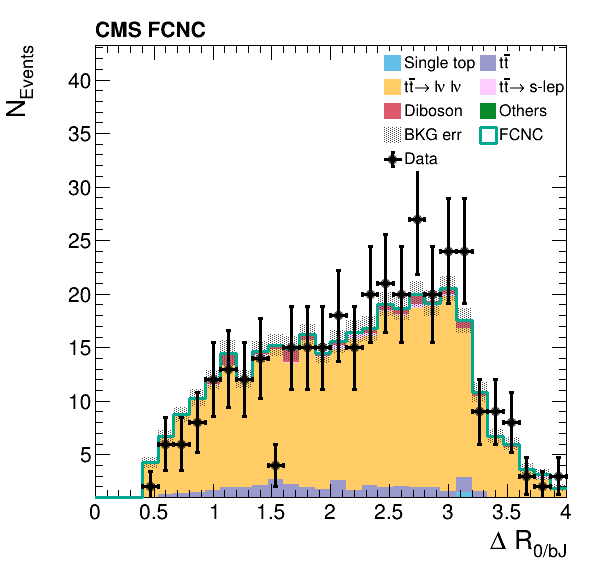 CMS FCNC
N_Events
Single top
tt̄
tt̄→ lν lν
tt̄→ s-lep
Diboson
Others
BKG err
FCNC
Data
40
35
30
25
20
15
10
5
0 0.5 1 1.5 2 2.5 3 3.5 4
Δ R_0/bJ